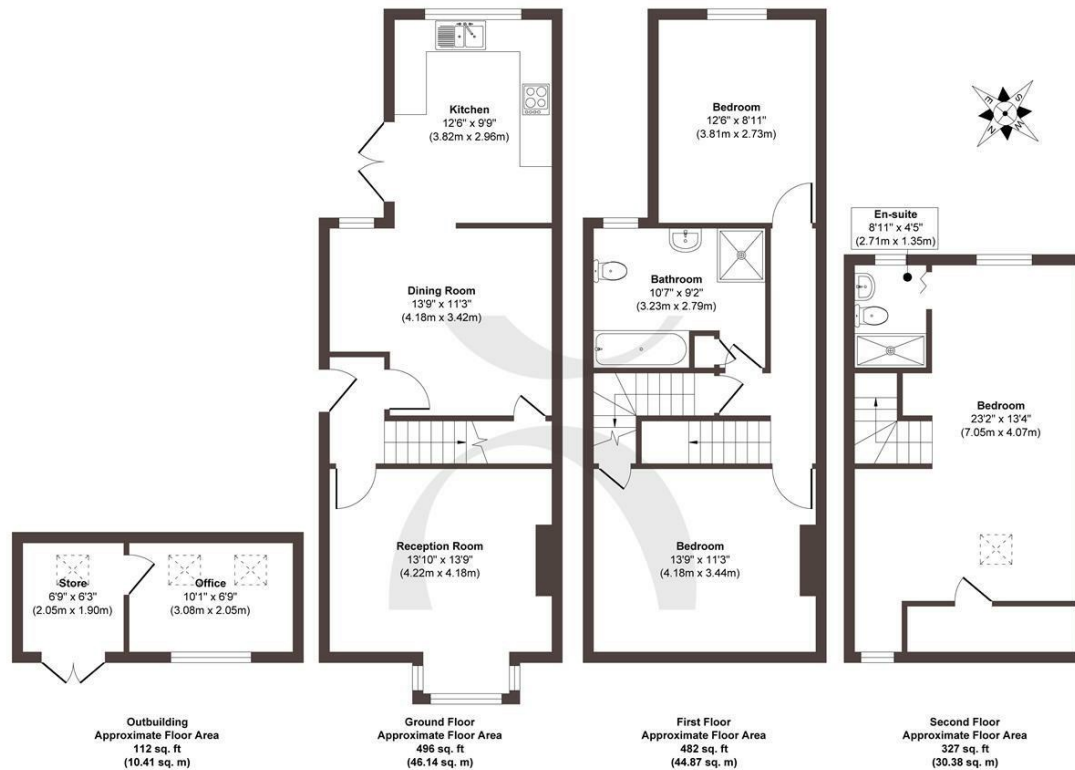 Kitchen
12'6" x 9'9"
(3.82m x 2.96m)
Dining Room
13'9" x 11'3"
(4.18m x 3.42m)
Reception Room
13'10" x 13'9"
(4.22m x 4.18m)
Store
6'9" x 6'3"
(2.05m x 1.90m)
Office
10'1" x 6'9"
(3.08m x 2.05m)
Bedroom
12'6" x 8'11"
(3.81m x 2.73m)
Bathroom
10'7" x 9'2"
(3.23m x 2.79m)
Bedroom
13'9" x 11'3"
(4.18m x 3.44m)
S
E
W
N
En-suite
8'11" x 4'5"
(2.71m x 1.35m)
Bedroom
23'2" x 13'4"
(7.05m x 4.07m)
Outbuilding
Approximate Floor Area
112 sq. ft
(10.41 sq. m)
Ground Floor
Approximate Floor Area
496 sq. ft
(46.14 sq. m)
First Floor
Approximate Floor Area
482 sq. ft
(44.87 sq. m)
Second Floor
Approximate Floor Area
327 sq. ft
(30.38 sq. m)